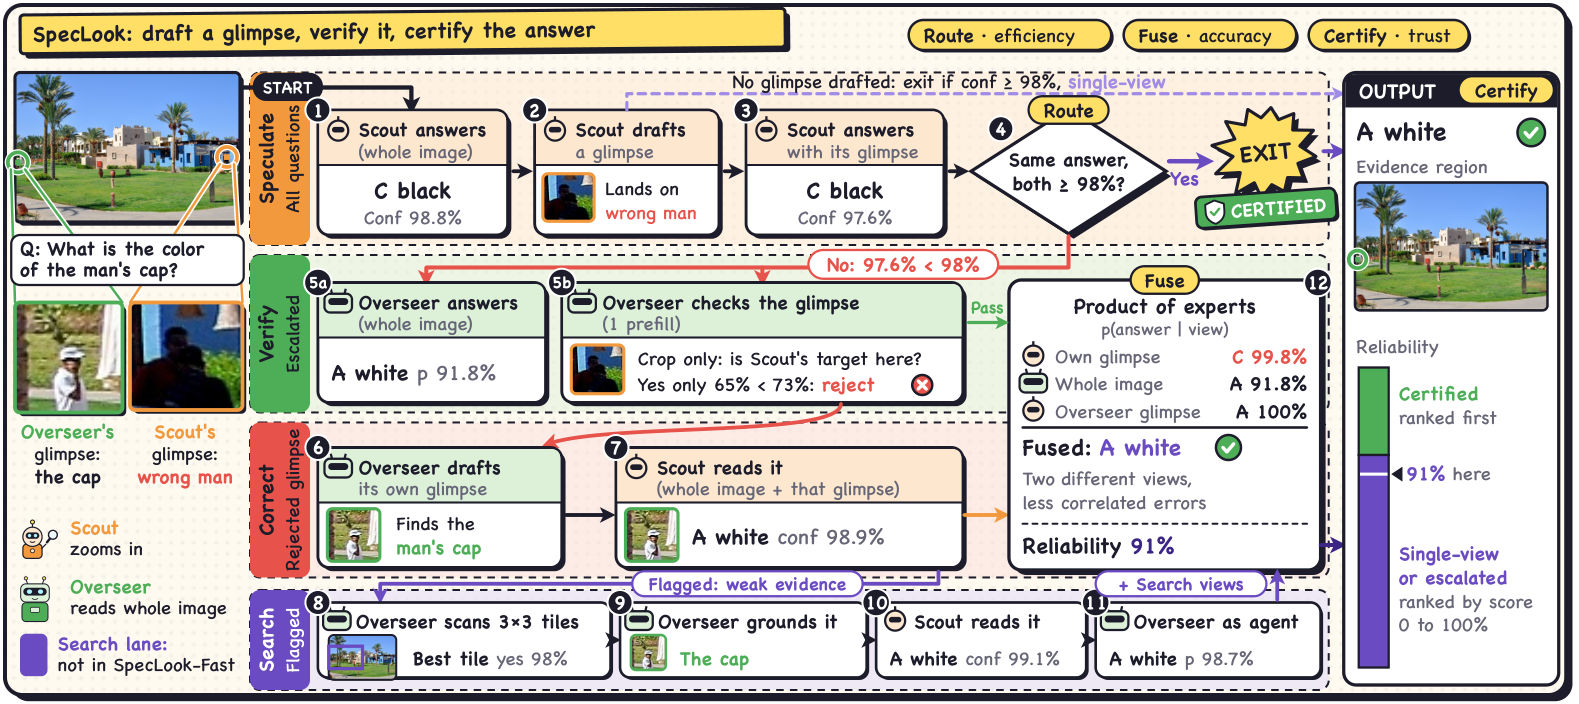 SpecLook: draft a glimpse, verify it, certify the answer
Route · efficiency
Fuse · accuracy
Certify · trust
Q: What is the color
of the man's cap?
Overseer's
glimpse:
the cap
Scout's
glimpse:
wrong man
Scout
zooms in
Overseer
reads whole image
Search lane:
not in SpecLook-Fast
START
Speculate
All questions
No glimpse drafted: exit if conf ≥ 98%, single-view
1
Scout answers
(whole image)
C black
Conf 98.8%
2
Scout drafts
a glimpse
Lands on
wrong man
3
Scout answers
with its glimpse
C black
Conf 97.6%
4
Route
Same answer,
both ≥ 98%?
Yes
EXIT
CERTIFIED
No: 97.6% < 98%
Verify
Escalated
5a
Overseer answers
(whole image)
A white p 91.8%
5b
Overseer checks the glimpse
(1 prefill)
Crop only: is Scout's target here?
Yes only 65% < 73%: reject
Pass
Correct
Rejected glimpse
6
Overseer drafts
its own glimpse
Finds the
man's cap
7
Scout reads it
(whole image + that glimpse)
A white conf 98.9%
Fuse
12
Product of experts
p(answer | view)
Own glimpse C 99.8%
Whole image A 91.8%
Overseer glimpse A 100%
Fused: A white
Two different views,
less correlated errors
Reliability 91%
Flagged: weak evidence
+ Search views
Search
Flagged
8
Overseer scans 3×3 tiles
Best tile yes 98%
9
Overseer grounds it
The cap
10
Scout reads it
A white conf 99.1%
11
Overseer as agent
A white p 98.7%
OUTPUT
Certify
A white
Evidence region
Reliability
Certified
ranked first
91% here
Single-view
or escalated
ranked by score
0 to 100%